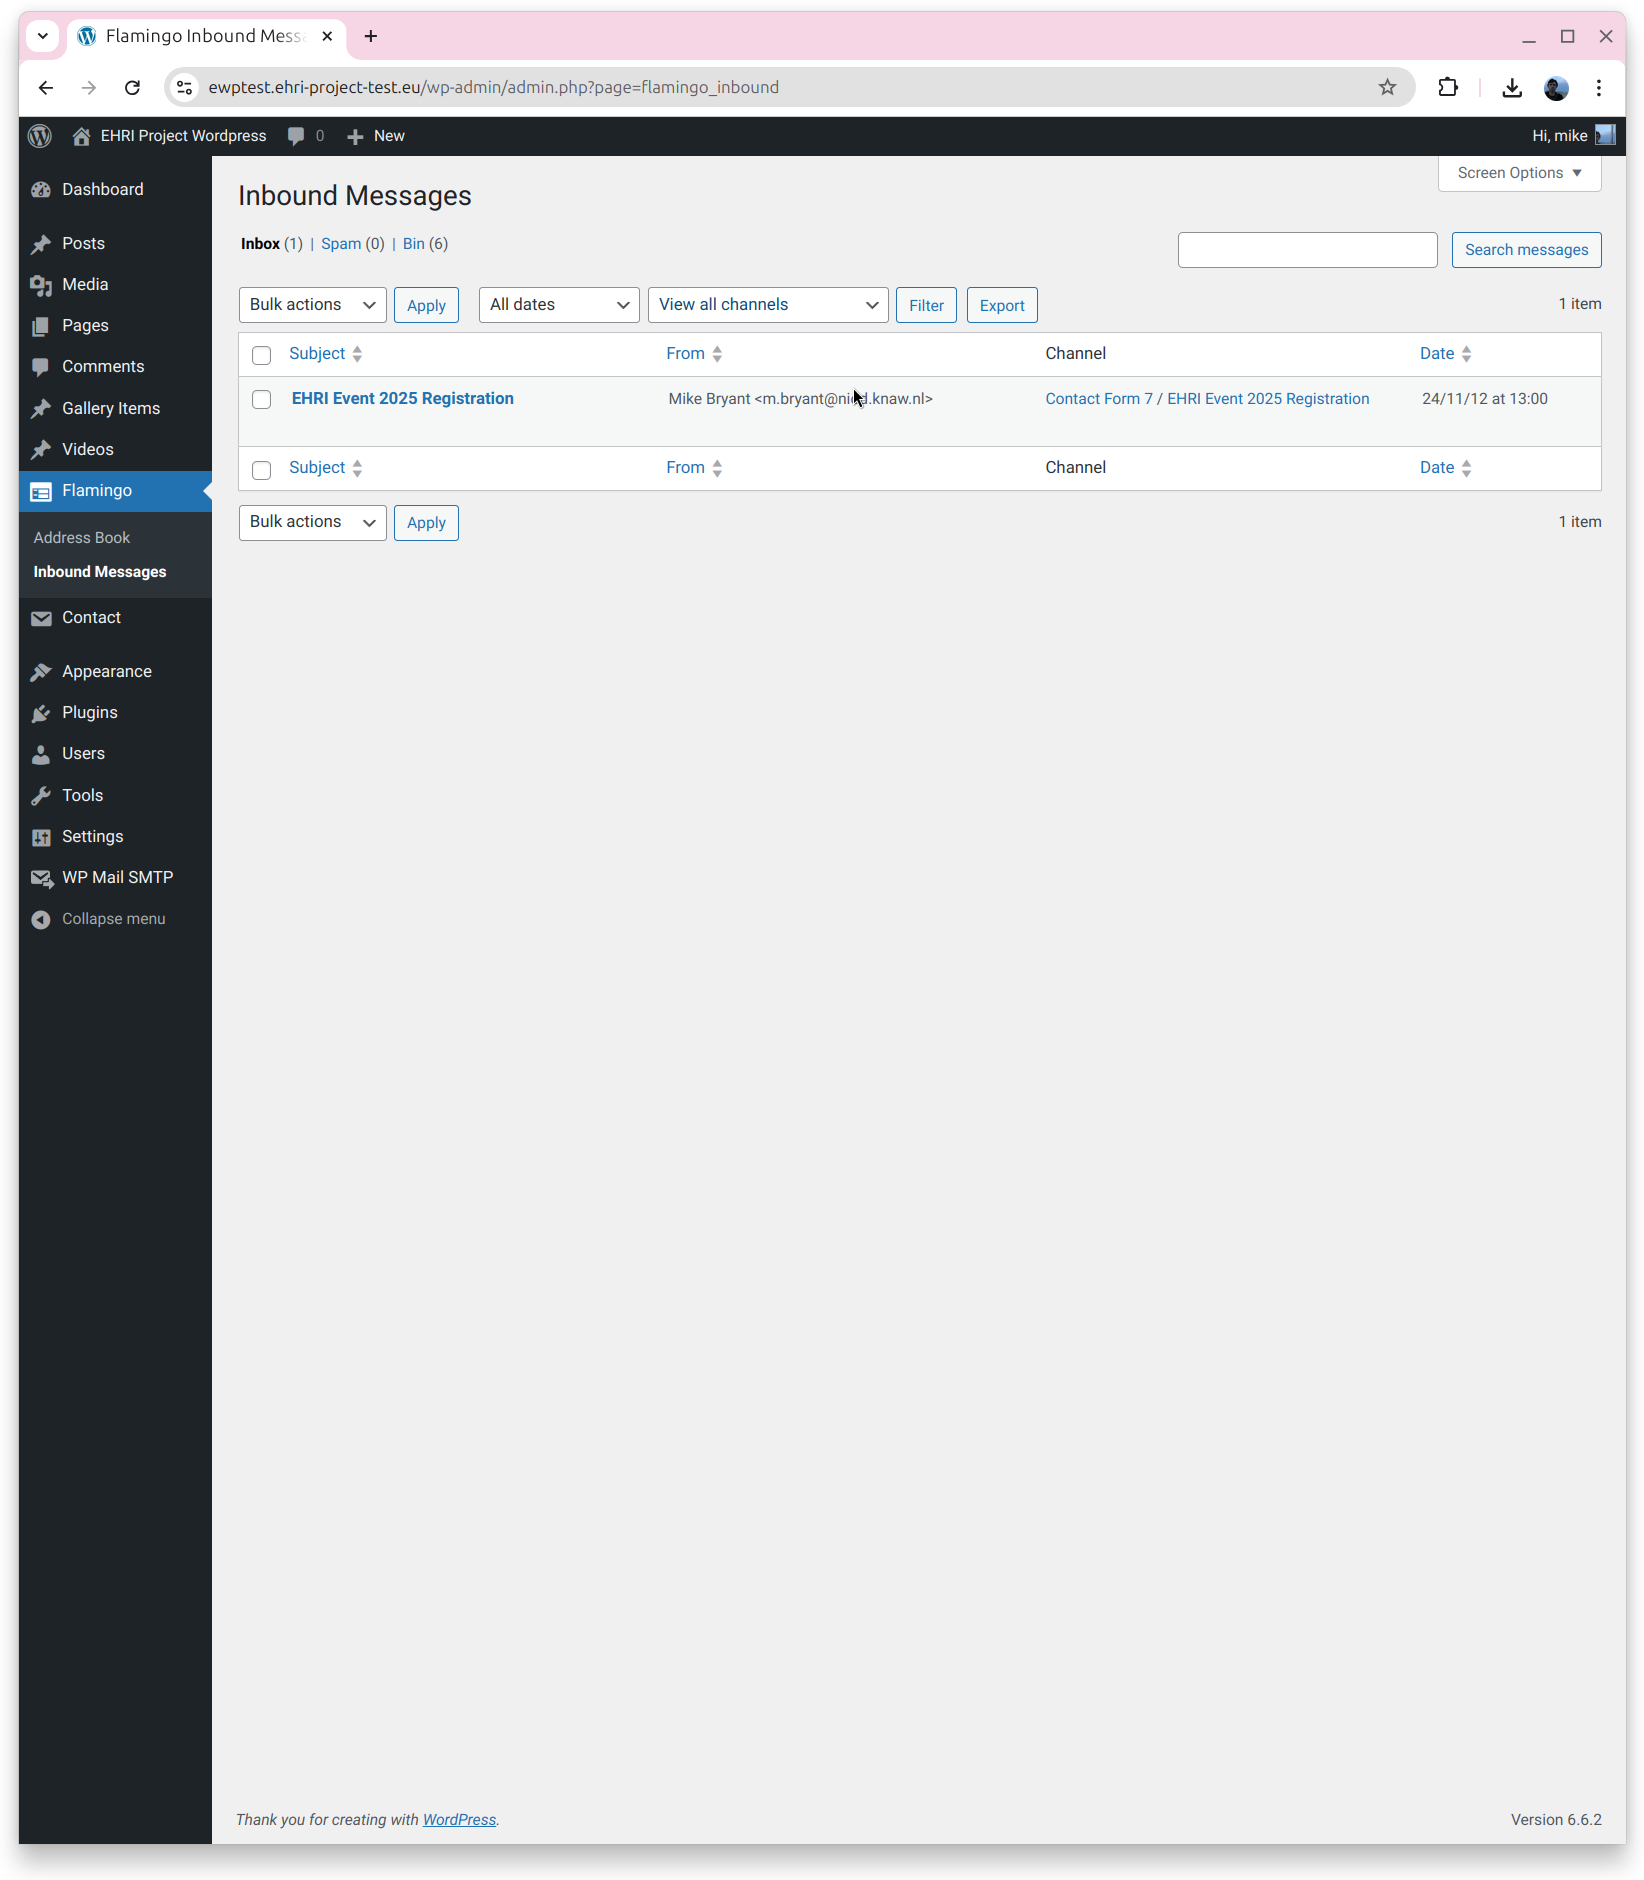 Flamingo Inbound Mess
ewptest.ehri-project-test.eu/wp-admin/admin.php?page=flamingo_inbound
EHRI Project Wordpress 0 New Hi, mike
Dashboard
Posts
Media
Pages
Comments
Gallery Items
Videos
Flamingo
Address Book
Inbound Messages
Contact
Appearance
Plugins
Users
Tools
Settings
WP Mail SMTP
Collapse menu
Screen Options
Inbound Messages
Inbox (1) | Spam (0) | Bin (6)
Search messages
Bulk actions Apply All dates View all channels Filter Export 1 item
Subject From Channel Date
EHRI Event 2025 Registration Mike Bryant Contact Form 7 / EHRI Event 2025 Registration 24/11/12 at 13:00
Subject From Channel Date
Bulk actions Apply 1 item
Thank you for creating with WordPress. Version 6.6.2